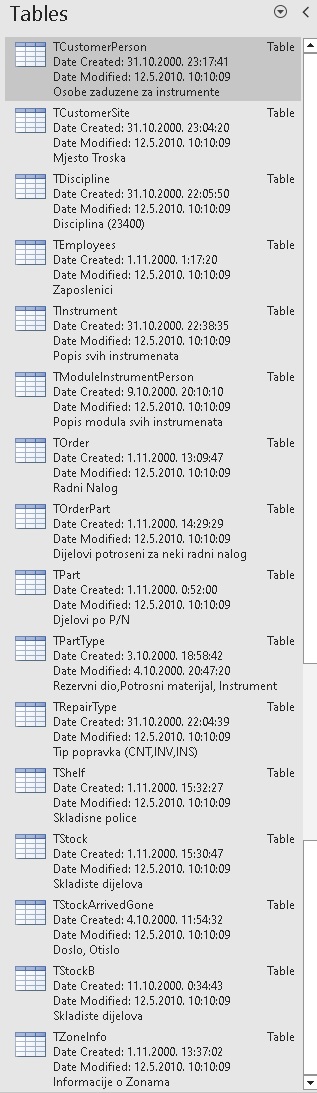 Tables
TCustomerPerson Table
Date Created: 31.10.2000. 23:17:41
Date Modified: 12.5.2010. 10:10:09
Osobe zaduzene za instrumente
TCustomerSite Table
Date Created: 31.10.2000. 23:04:20
Date Modified: 12.5.2010. 10:10:09
Mjesto Troska
TDiscipline Table
Date Created: 31.10.2000. 22:05:50
Date Modified: 12.5.2010. 10:10:09
Disciplina (23400)
TEmployees Table
Date Created: 1.11.2000. 1:17:20
Date Modified: 12.5.2010. 10:10:09
Zaposlenici
TInstrument Table
Date Created: 31.10.2000. 22:38:35
Date Modified: 12.5.2010. 10:10:09
Popis svih instrumenata
TModuleInstrumentPerson Table
Date Created: 9.10.2000. 20:10:10
Date Modified: 12.5.2010. 10:10:09
Popis modula svih instrumenata
TOrder Table
Date Created: 1.11.2000. 13:09:47
Date Modified: 12.5.2010. 10:10:09
Radni Nalog
TOrderPart Table
Date Created: 1.11.2000. 14:29:29
Date Modified: 12.5.2010. 10:10:09
Dijelovi potroseni za neki radni nalog
TPart Table
Date Created: 1.11.2000. 0:52:00
Date Modified: 12.5.2010. 10:10:09
Djelovi po P/N
TPartType Table
Date Created: 3.10.2000. 18:58:42
Date Modified: 4.10.2000. 20:47:20
Rezervni dio,Potrosni materijal, Instrument
TRepairType Table
Date Created: 31.10.2000. 22:04:39
Date Modified: 12.5.2010. 10:10:09
Tip popravka (CNT,INV,INS)
TShelf Table
Date Created: 1.11.2000. 15:32:27
Date Modified: 12.5.2010. 10:10:09
Skladisne police
TStock Table
Date Created: 1.11.2000. 15:30:47
Date Modified: 12.5.2010. 10:10:09
Skladiste dijelova
TStockArrivedGone Table
Date Created: 4.10.2000. 11:54:32
Date Modified: 12.5.2010. 10:10:09
Doslo, Otislo
TStockB Table
Date Created: 11.10.2000. 0:34:43
Date Modified: 12.5.2010. 10:10:09
Skladiste dijelova
TZoneInfo Table
Date Created: 1.11.2000. 13:37:02
Date Modified: 12.5.2010. 10:10:09
Informacije o Zonama